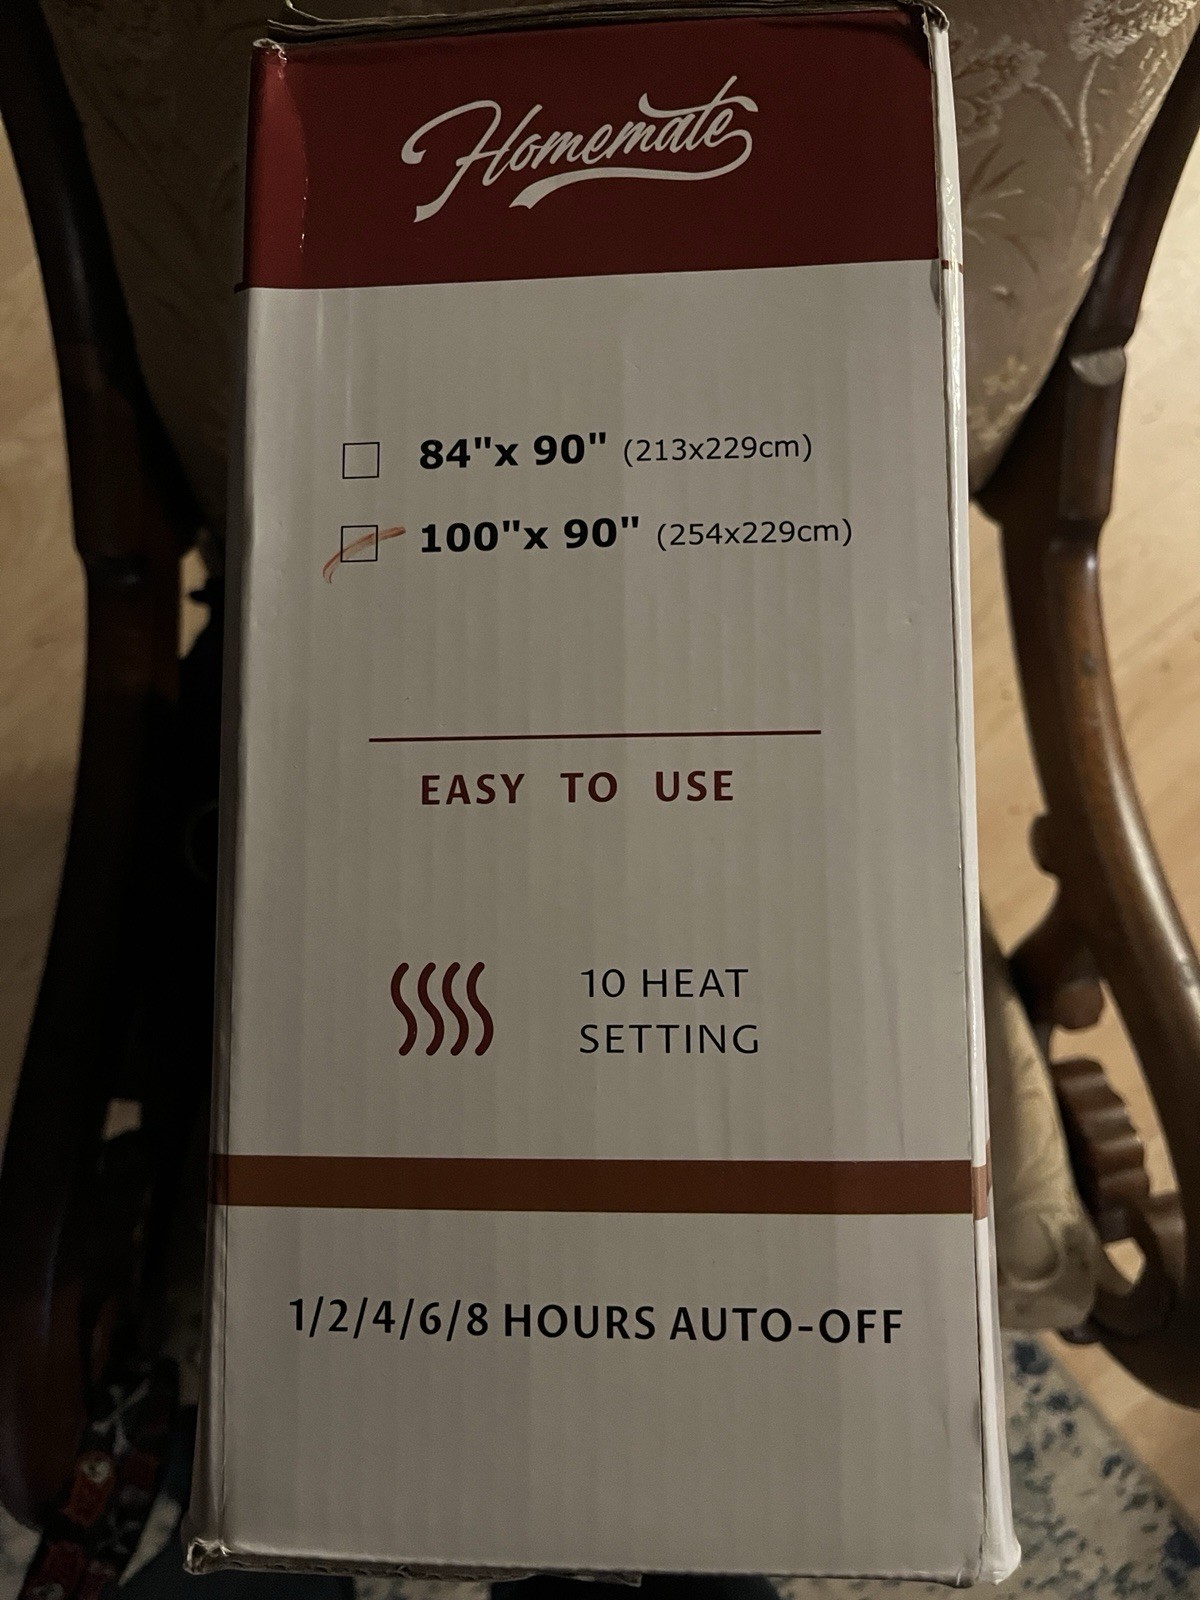 Homemate
84"x 90" (213x229cm)
100"x 90" (254x229cm)
EASY TO USE
10 HEAT
SETTING
1/2/4/6/8 HOURS AUTO-OFF